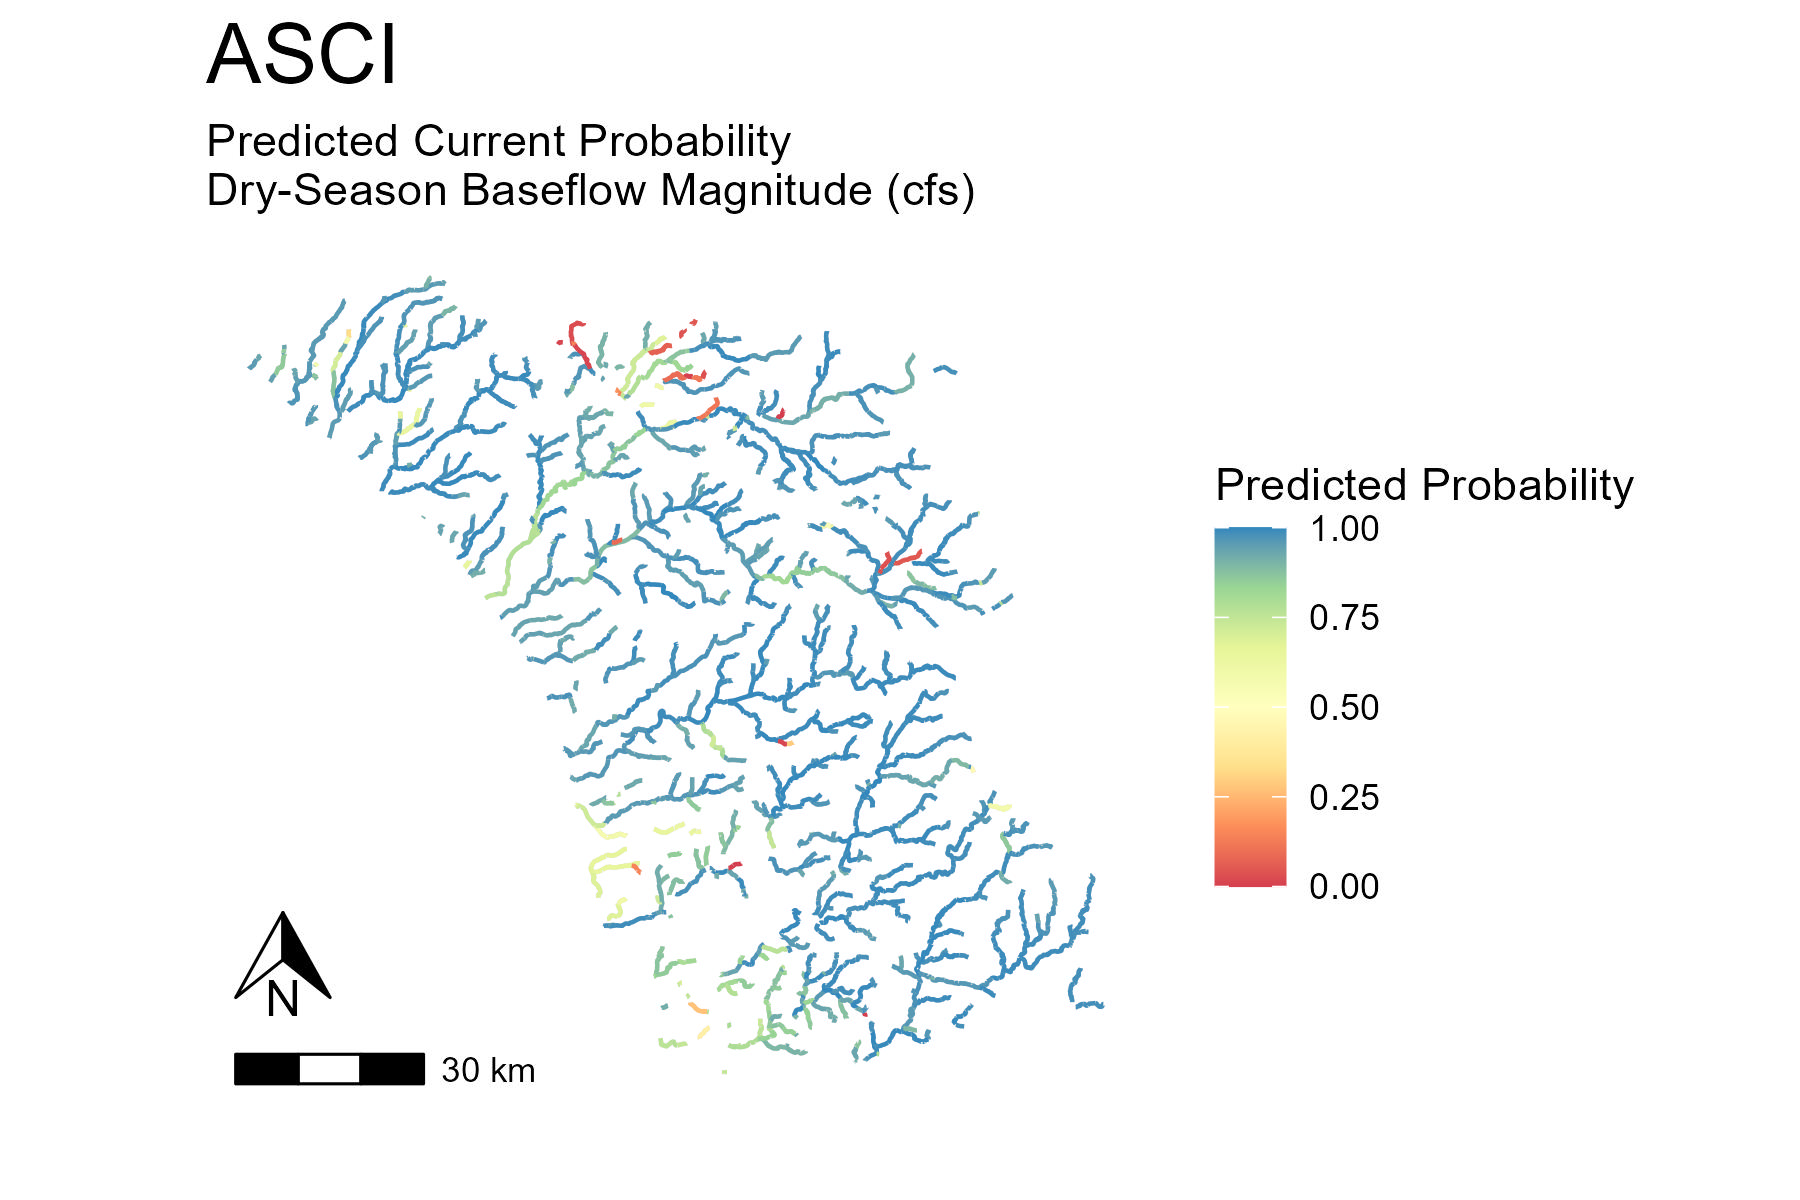 ASCI
Predicted Current Probability
Dry-Season Baseflow Magnitude (cfs)
Predicted Probability
1.00
0.75
0.50
0.25
0.00
N
30 km